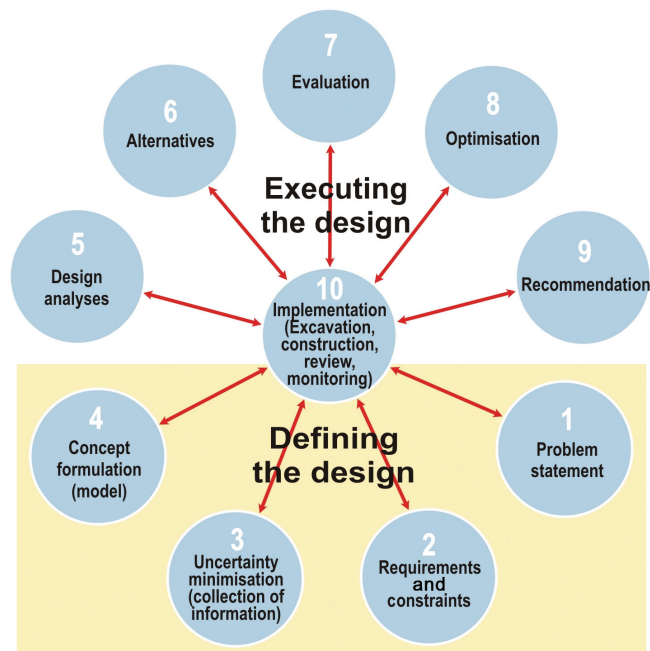 7
Evaluation
6
Alternatives
8
Optimisation
Executing
the design
5
Design
analyses
9
Recommendation
10
Implementation
(Excavation,
construction,
review,
monitoring)
4
Concept
formulation
(model)
Defining
the design
1
Problem
statement
3
Uncertainty
minimisation
(collection of
information)
2
Requirements and
constraints